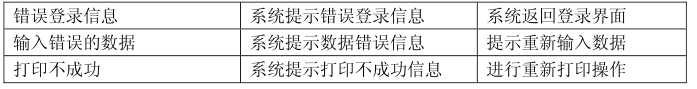 错误登录信息 系统提示错误登录信息 系统返回登录界面
输入错误的数据 系统提示数据错误信息 提示重新输入数据
打印不成功 系统提示打印不成功信息 进行重新打印操作